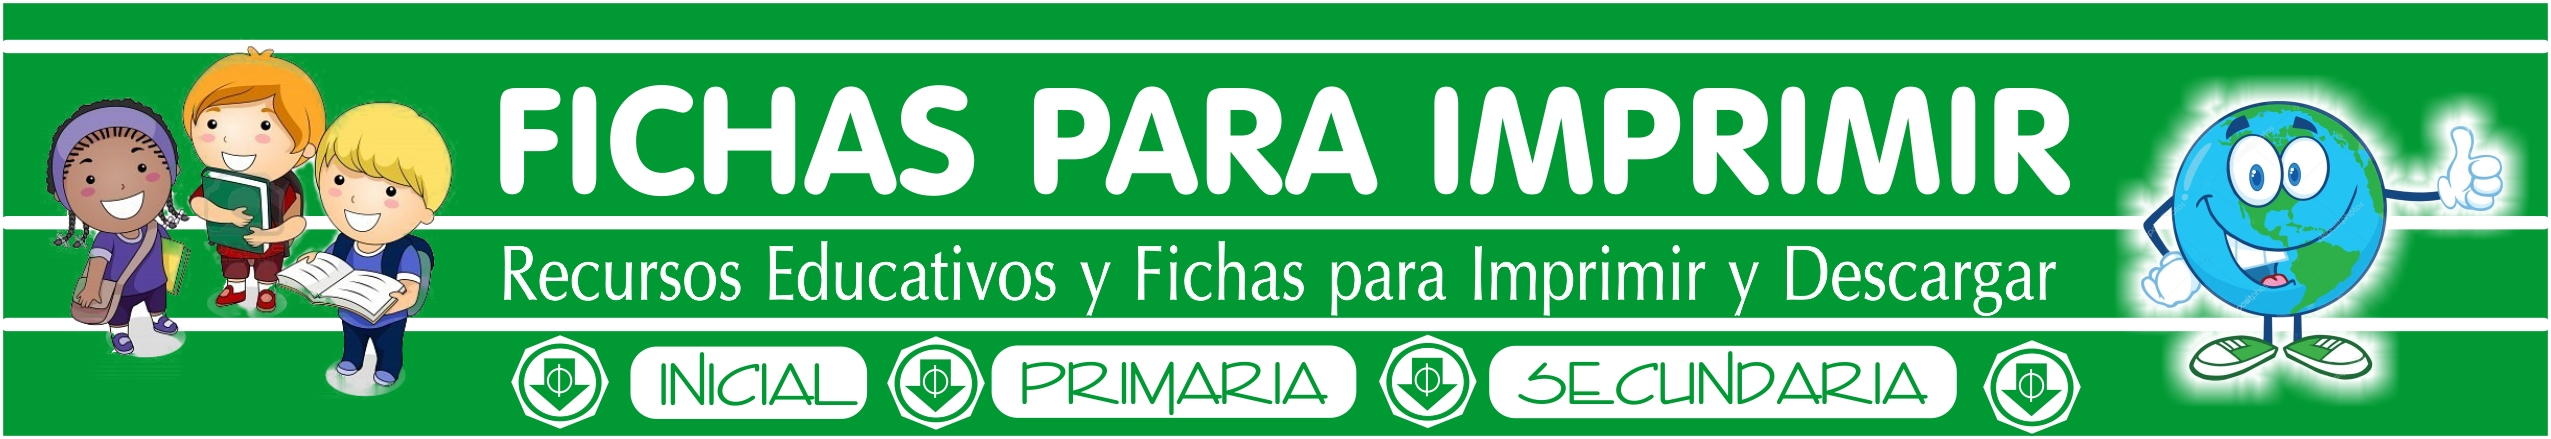 FICHAS PARA IMPRIMIR
Recursos Educativos y Fichas para Imprimir y Descargar
INICIAL PRIMARIA SECUNDARIA